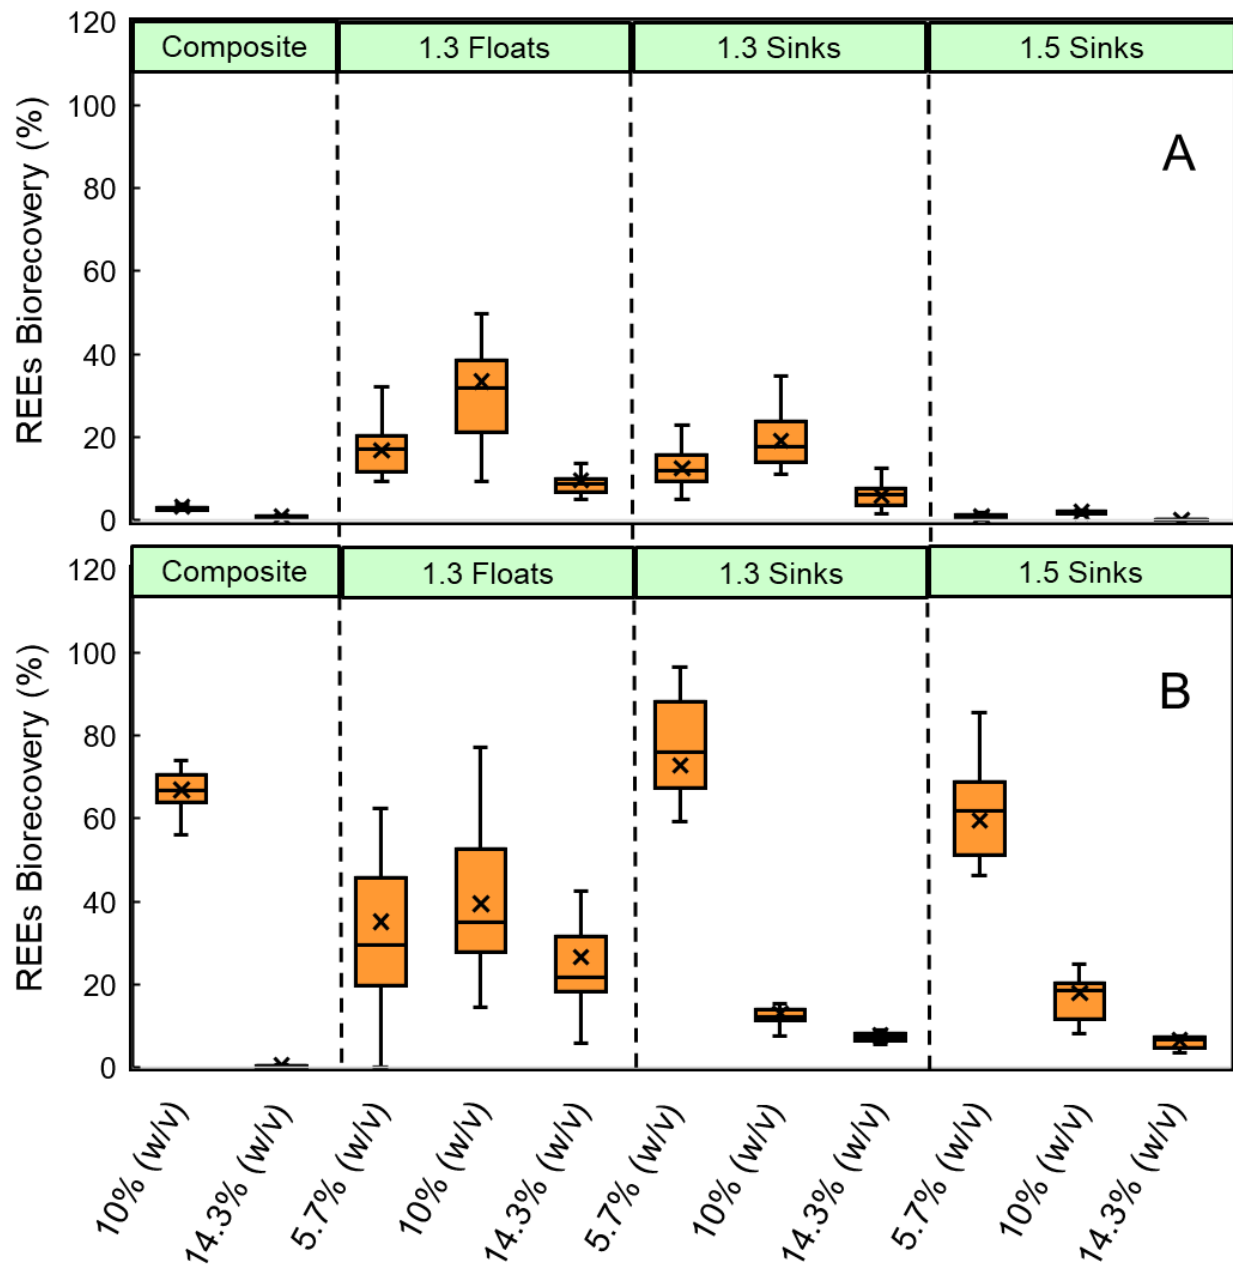 120
Composite
1.3 Floats
1.3 Sinks
1.5 Sinks
100
80
60
40
20
0
REEs Biorecovery (%)
A
120
Composite
1.3 Floats
1.3 Sinks
1.5 Sinks
100
80
60
40
20
0
REEs Biorecovery (%)
B
10% (w/v)
14.3% (w/v)
5.7% (w/v)
10% (w/v)
14.3% (w/v)
5.7% (w/v)
10% (w/v)
14.3% (w/v)
5.7% (w/v)
10% (w/v)
14.3% (w/v)